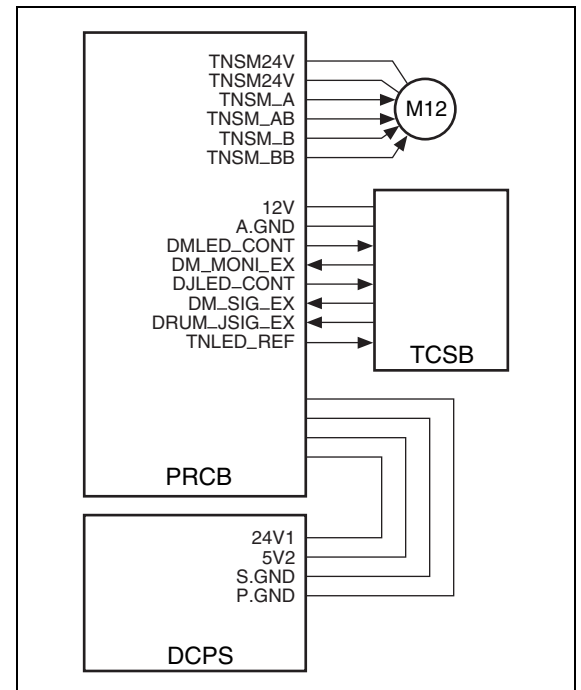 TNSM24V
TNSM24V
TNSM_A
TNSM_AB
TNSM_B
TNSM_BB
M12
12V
A.GND
DMLED_CONT
DM_MONI_EX
DJLED_CONT
DM_SIG_EX
DRUM_JSIG_EX
TNLED_REF
TCSB
PRCB
24V1
5V2
S.GND
P.GND
DCPS